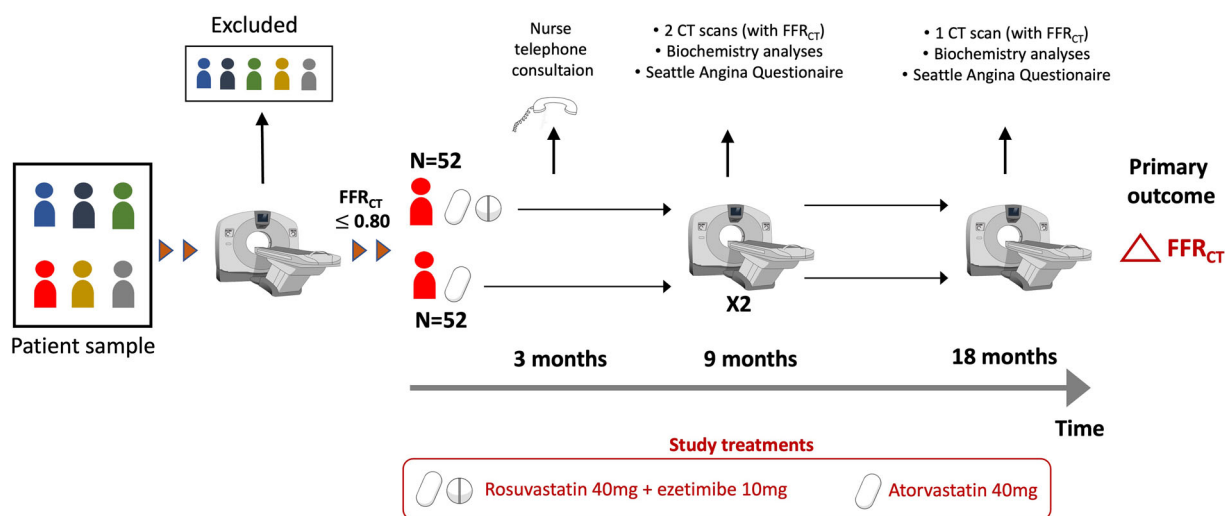 Excluded
Nurse
telephone
consultaion
• 2 CT scans (with FFRCT)
• Biochemistry analyses
• Seattle Angina Questionaire
• 1 CT scan (with FFRCT)
• Biochemistry analyses
• Seattle Angina Questionaire
Patient sample
FFRCT
≤ 0.80
N=52
N=52
X2
Primary
outcome
△ FFRCT
3 months
9 months
18 months
Time
Study treatments
Rosuvastatin 40mg + ezetimibe 10mg
Atorvastatin 40mg